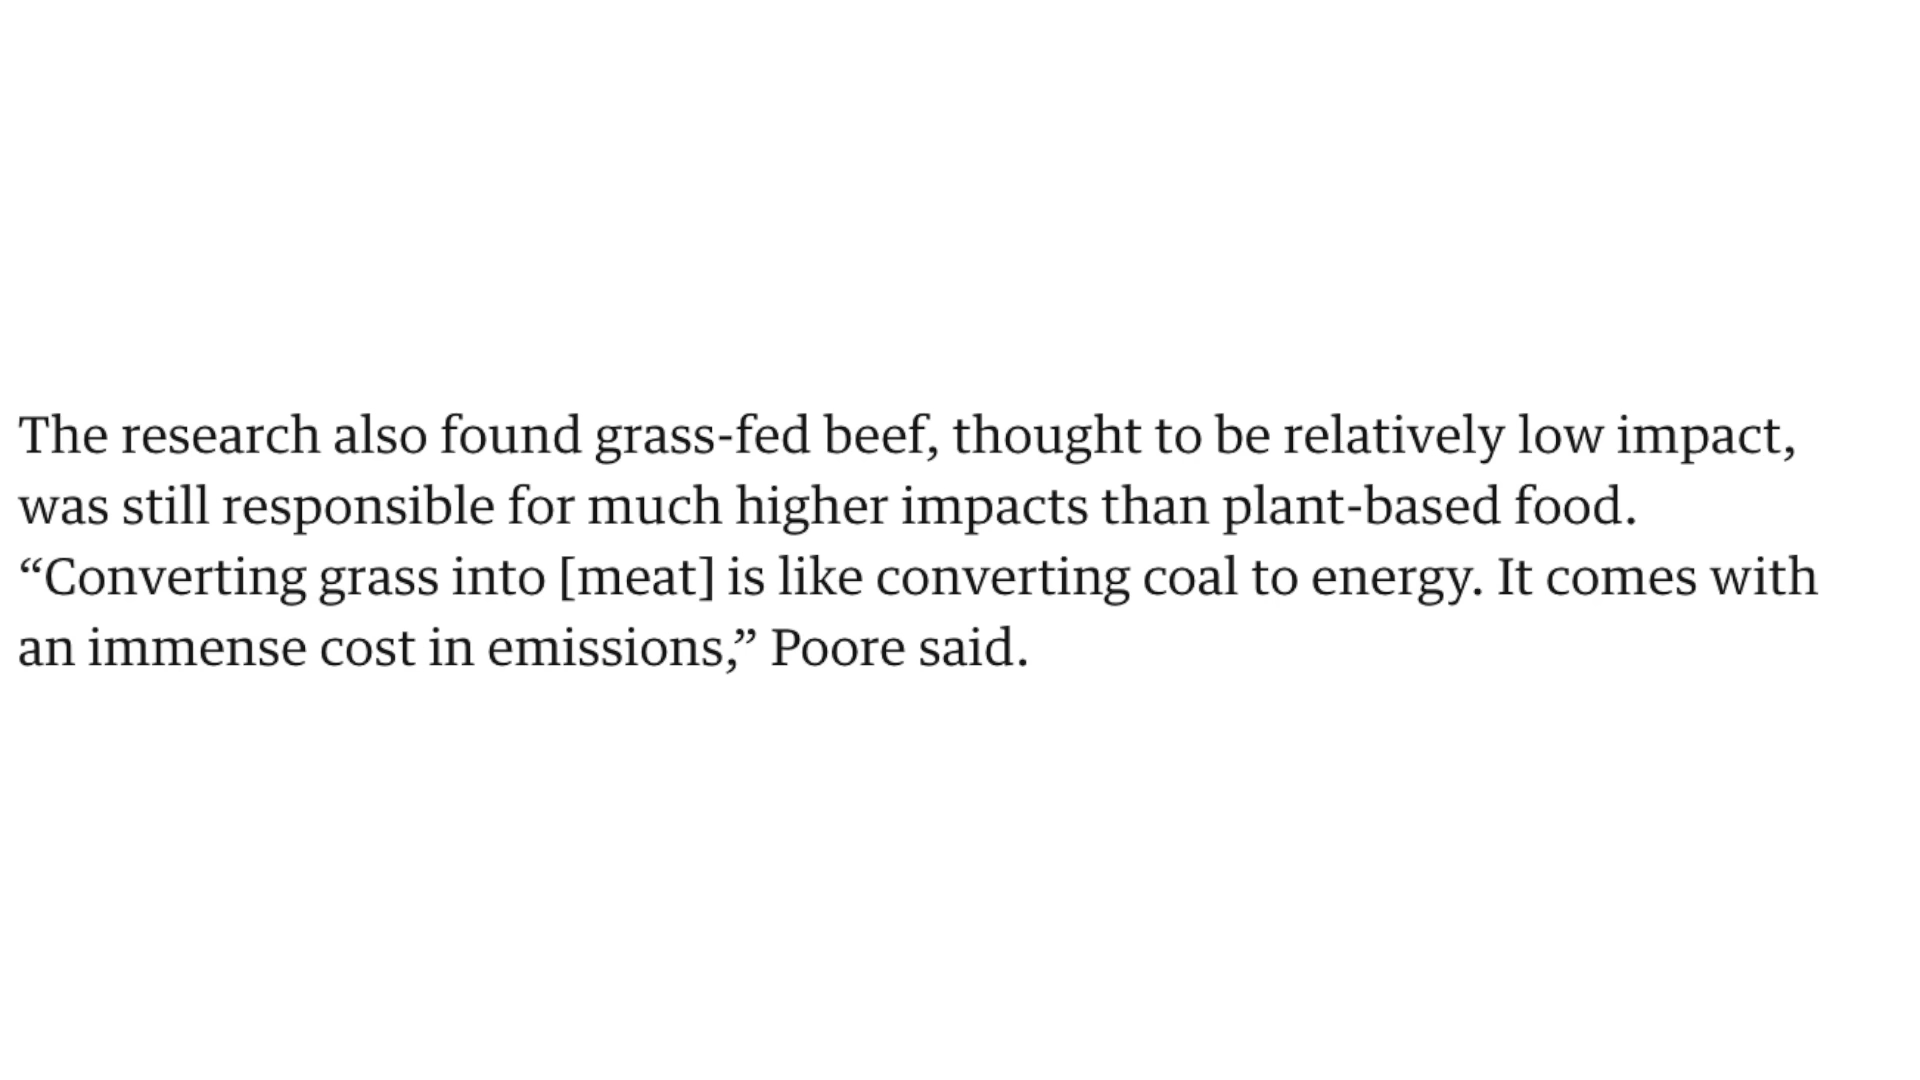 The research also found grass-fed beef, thought to be relatively low impact,
was still responsible for much higher impacts than plant-based food.
“Converting grass into [meat] is like converting coal to energy. It comes with
an immense cost in emissions,” Poore said.